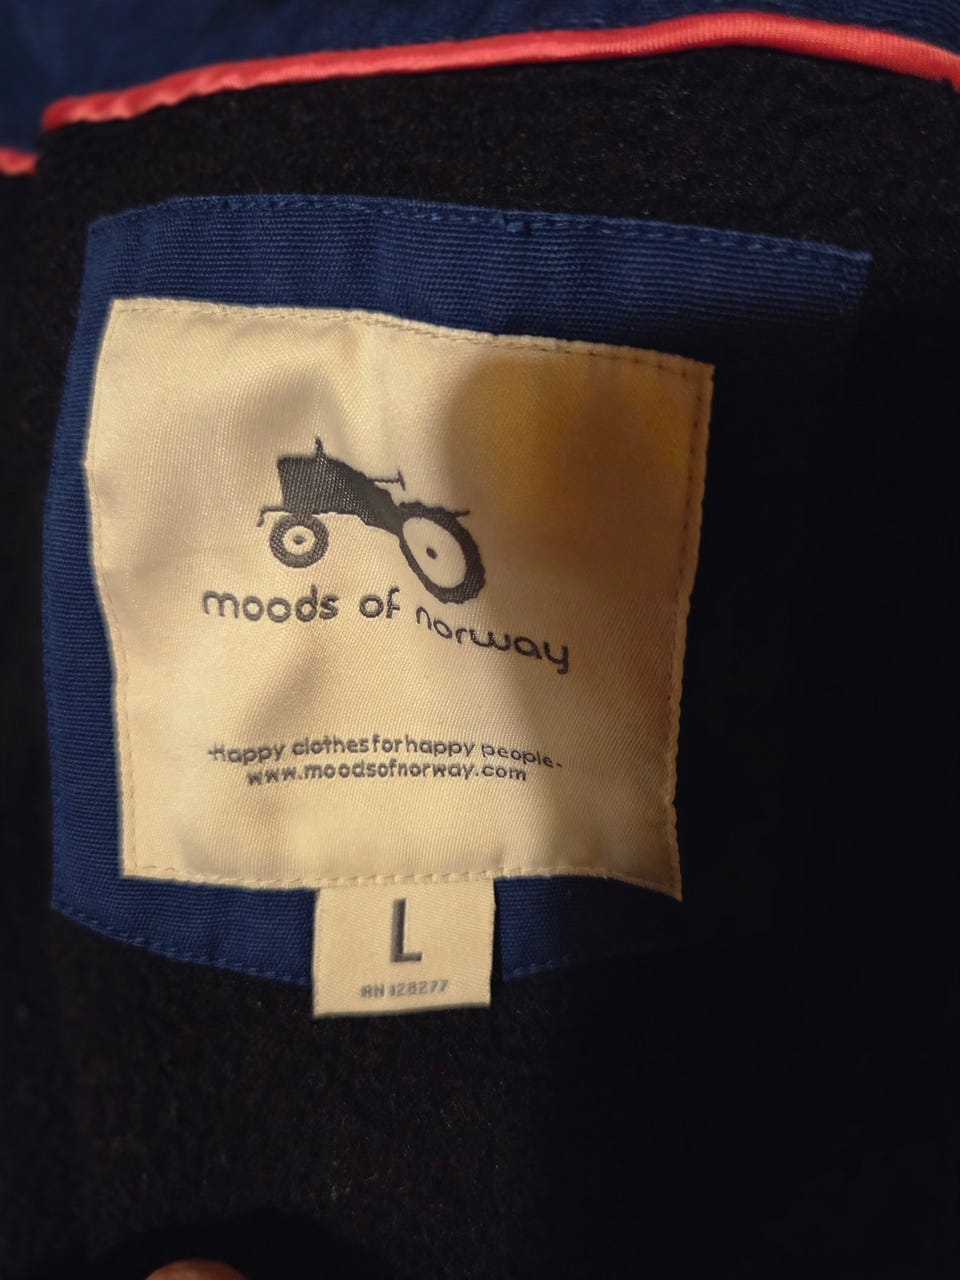 moods of norway
-Happy clothes for happy people-
www.moodsofnorway.com
L
RN 128277